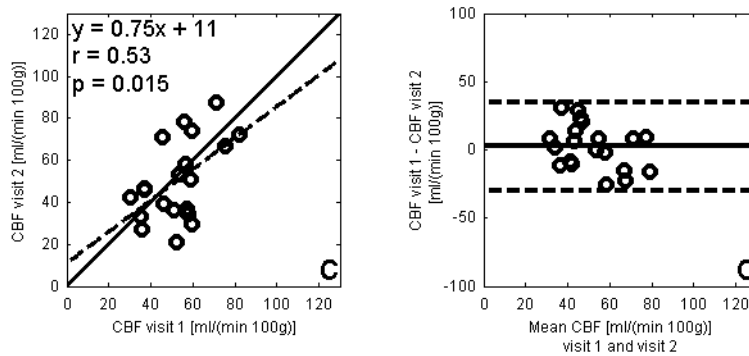 y = 0.75x + 11
r = 0.53
p = 0.015
C
130
120
100
80
60
40
20
0
0 20 40 60 80 100 120
CBF visit 2 [ml/(min 100g)]
CBF visit 1 [ml/(min 100g)]
100
50
0
-50
-100
0 20 40 60 80 100 120
CBF visit 1 - CBF visit 2
[ml/(min 100g)]
Mean CBF [ml/(min 100g)]
visit 1 and visit 2
C